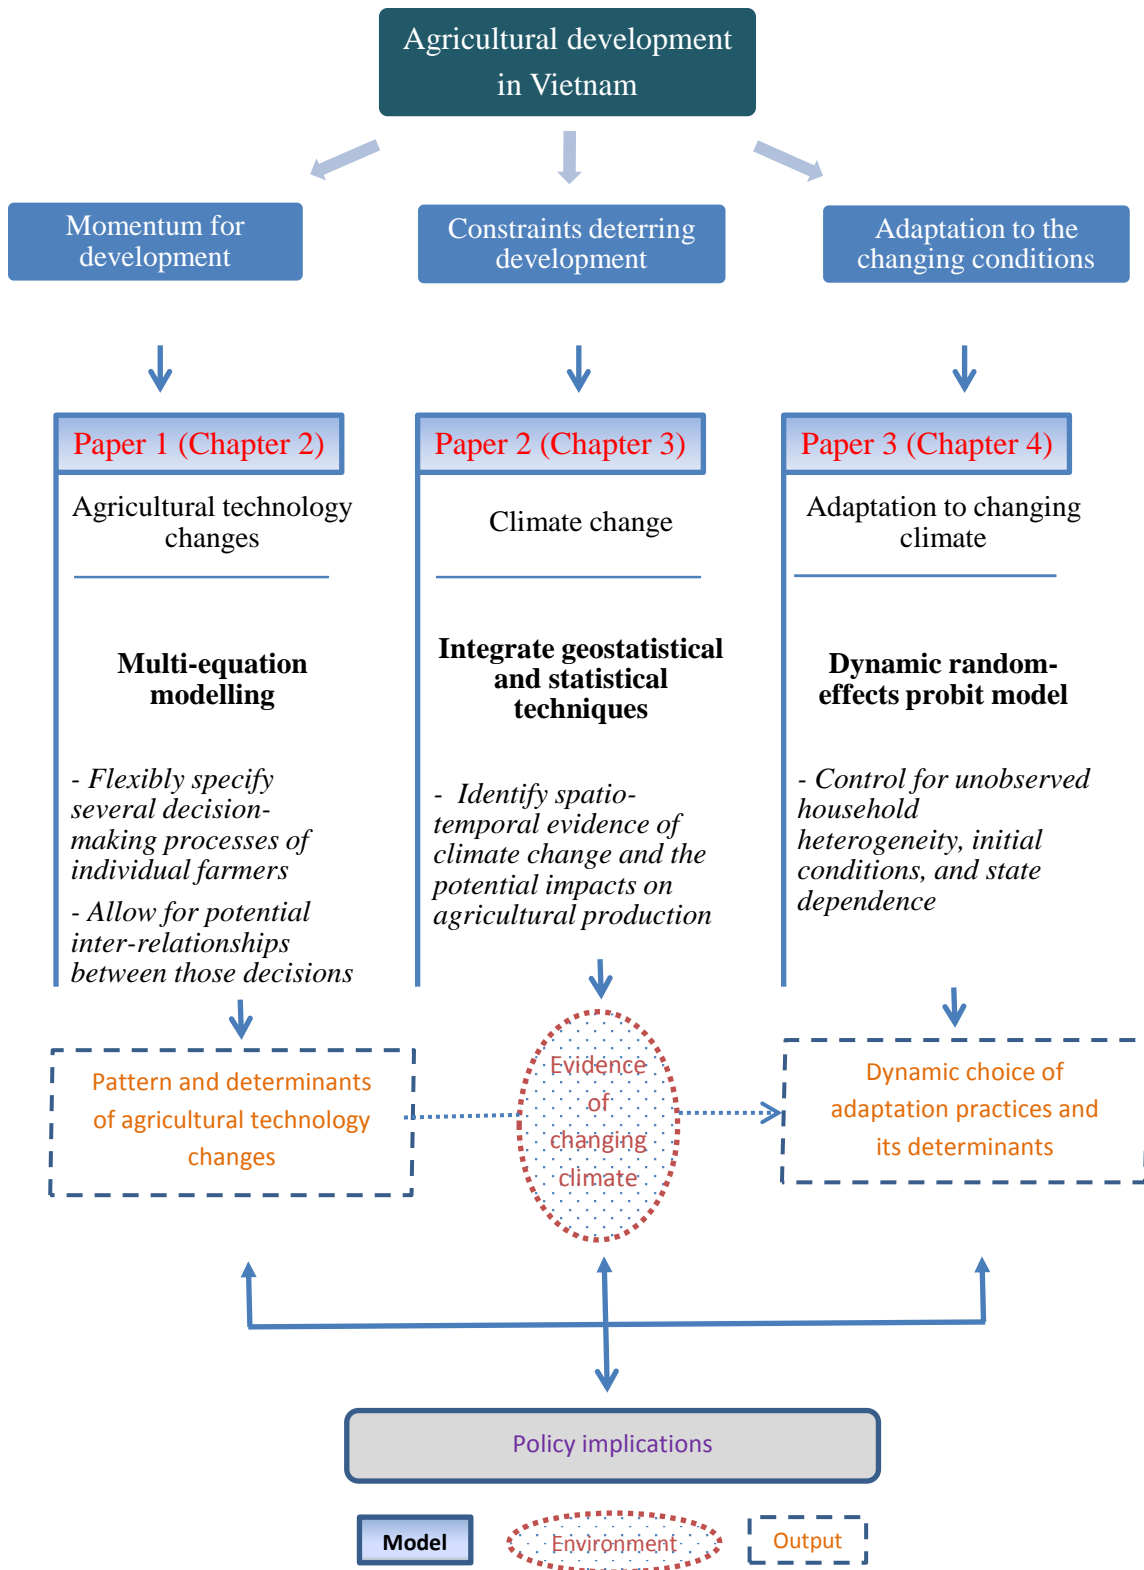 Agricultural development
in Vietnam
Momentum for
development
Constraints deterring
development
Adaptation to the
changing conditions
Paper 1 (Chapter 2)
Agricultural technology
changes
Multi-equation
modelling
- Flexibly specify
several decision-
making processes of
individual farmers
- Allow for potential
inter-relationships
between those decisions
Paper 2 (Chapter 3)
Climate change
Integrate geostatistical
and statistical
techniques
- Identify spatio-
temporal evidence of
climate change and the
potential impacts on
agricultural production
Paper 3 (Chapter 4)
Adaptation to changing
climate
Dynamic random-
effects probit model
- Control for unobserved
household
heterogeneity, initial
conditions, and state
dependence
Pattern and determinants
of agricultural technology
changes
Evidence
of
changing
climate
Dynamic choice of
adaptation practices and
its determinants
Policy implications
Model
Environment
Output